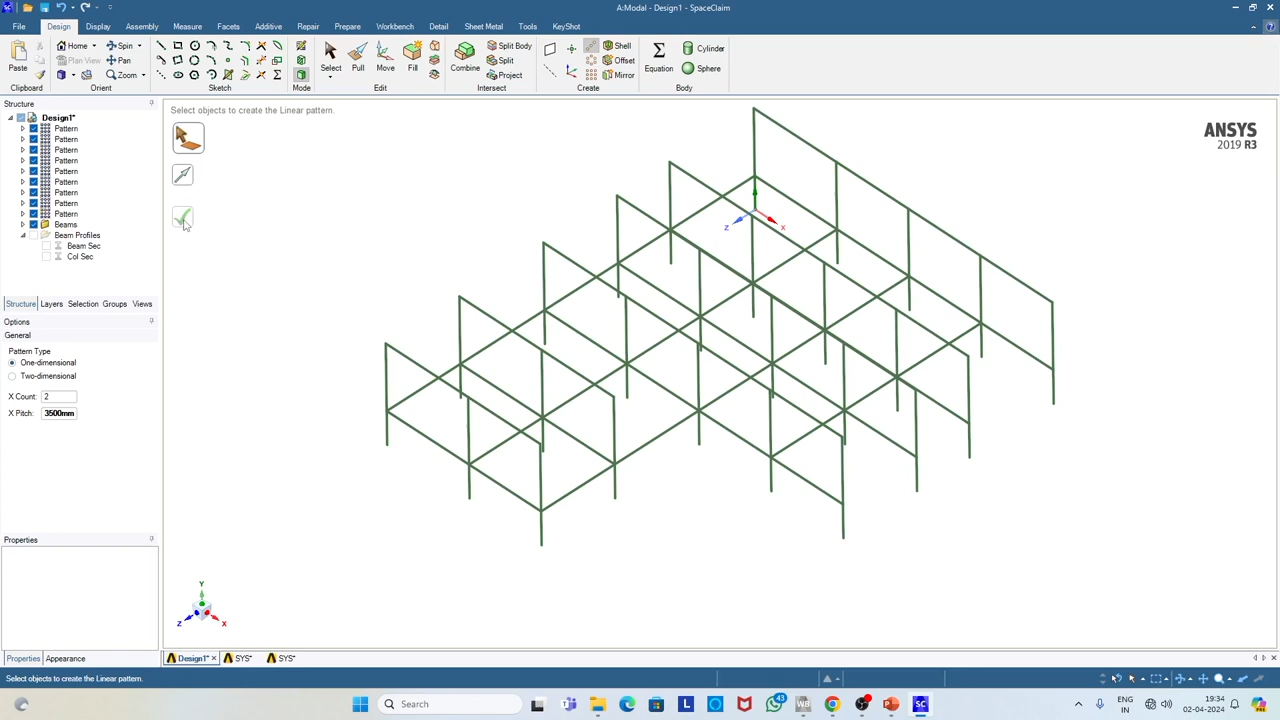 A:Modal - Design1 - SpaceClaim
File Design Display Assembly Measure Facets Additive Repair Prepare Workbench Detail Sheet Metal Tools KeyShot
Paste
Home
Plan View
Spin
Pan
Zoom
Select
Pull
Move
Fill
Combine
Split Body
Split
Project
Shell
Offset
Mirror
Equation
Cylinder
Sphere
Clipboard Orient Sketch Mode Edit Intersect Create Body
Structure
Select objects to create the Linear pattern.
Design1*
Pattern
Pattern
Pattern
Pattern
Pattern
Pattern
Pattern
Pattern
Pattern
Beams
Beam Profiles
Beam Sec
Col Sec
ANSYS
2019 R3
z
x
Structure Layers Selection Groups Views
Options
General
Pattern Type
One-dimensional
Two-dimensional
X Count: 2
X Pitch: 3500mm
Properties
Y
Z
X
Properties Appearance
Design1*
SYS*
SYS*
Select objects to create the Linear pattern.
Search
43
WB
SC
ENG
IN
19:34
02-04-2024